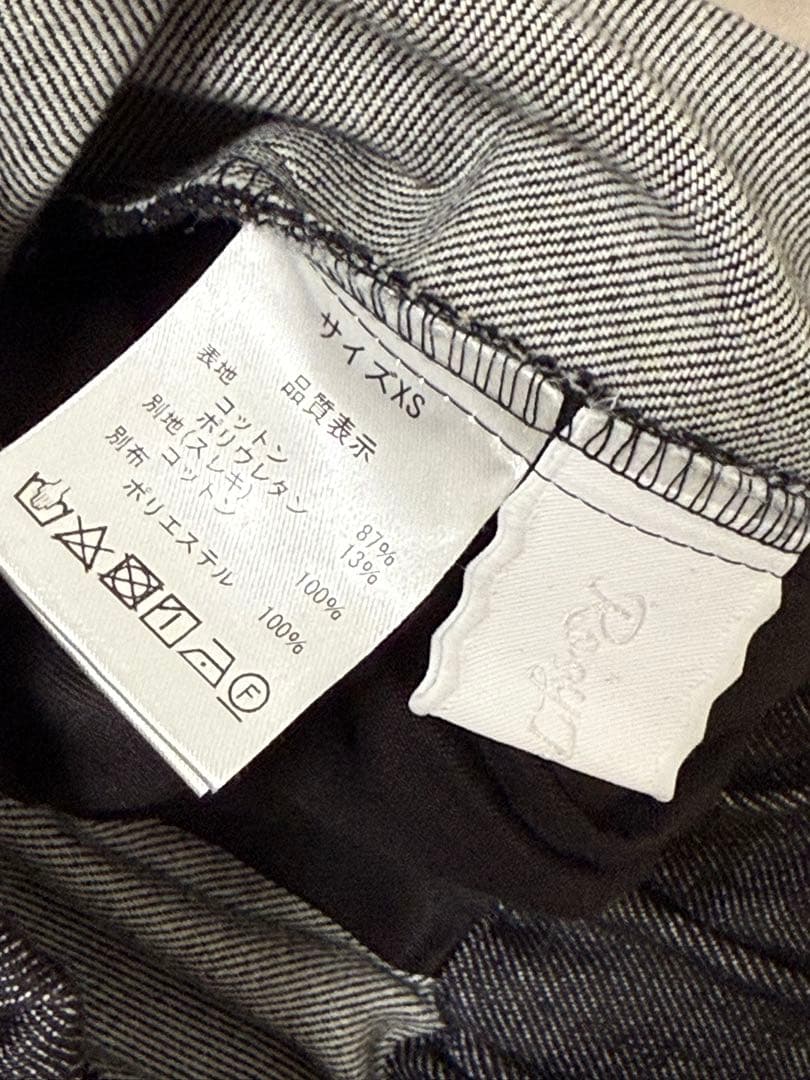 サイズXS
品質表示
表地
コットン 87%
ポリウレタン 13%
別地(スレキ)
コットン 100%
別布
ポリエステル 100%
F
Rosy